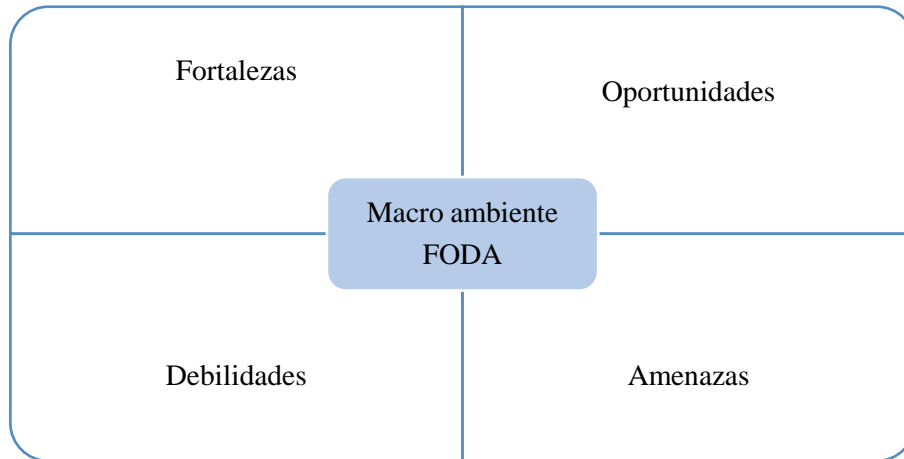 Fortalezas
Oportunidades
Macro ambiente
FODA
Debilidades
Amenazas